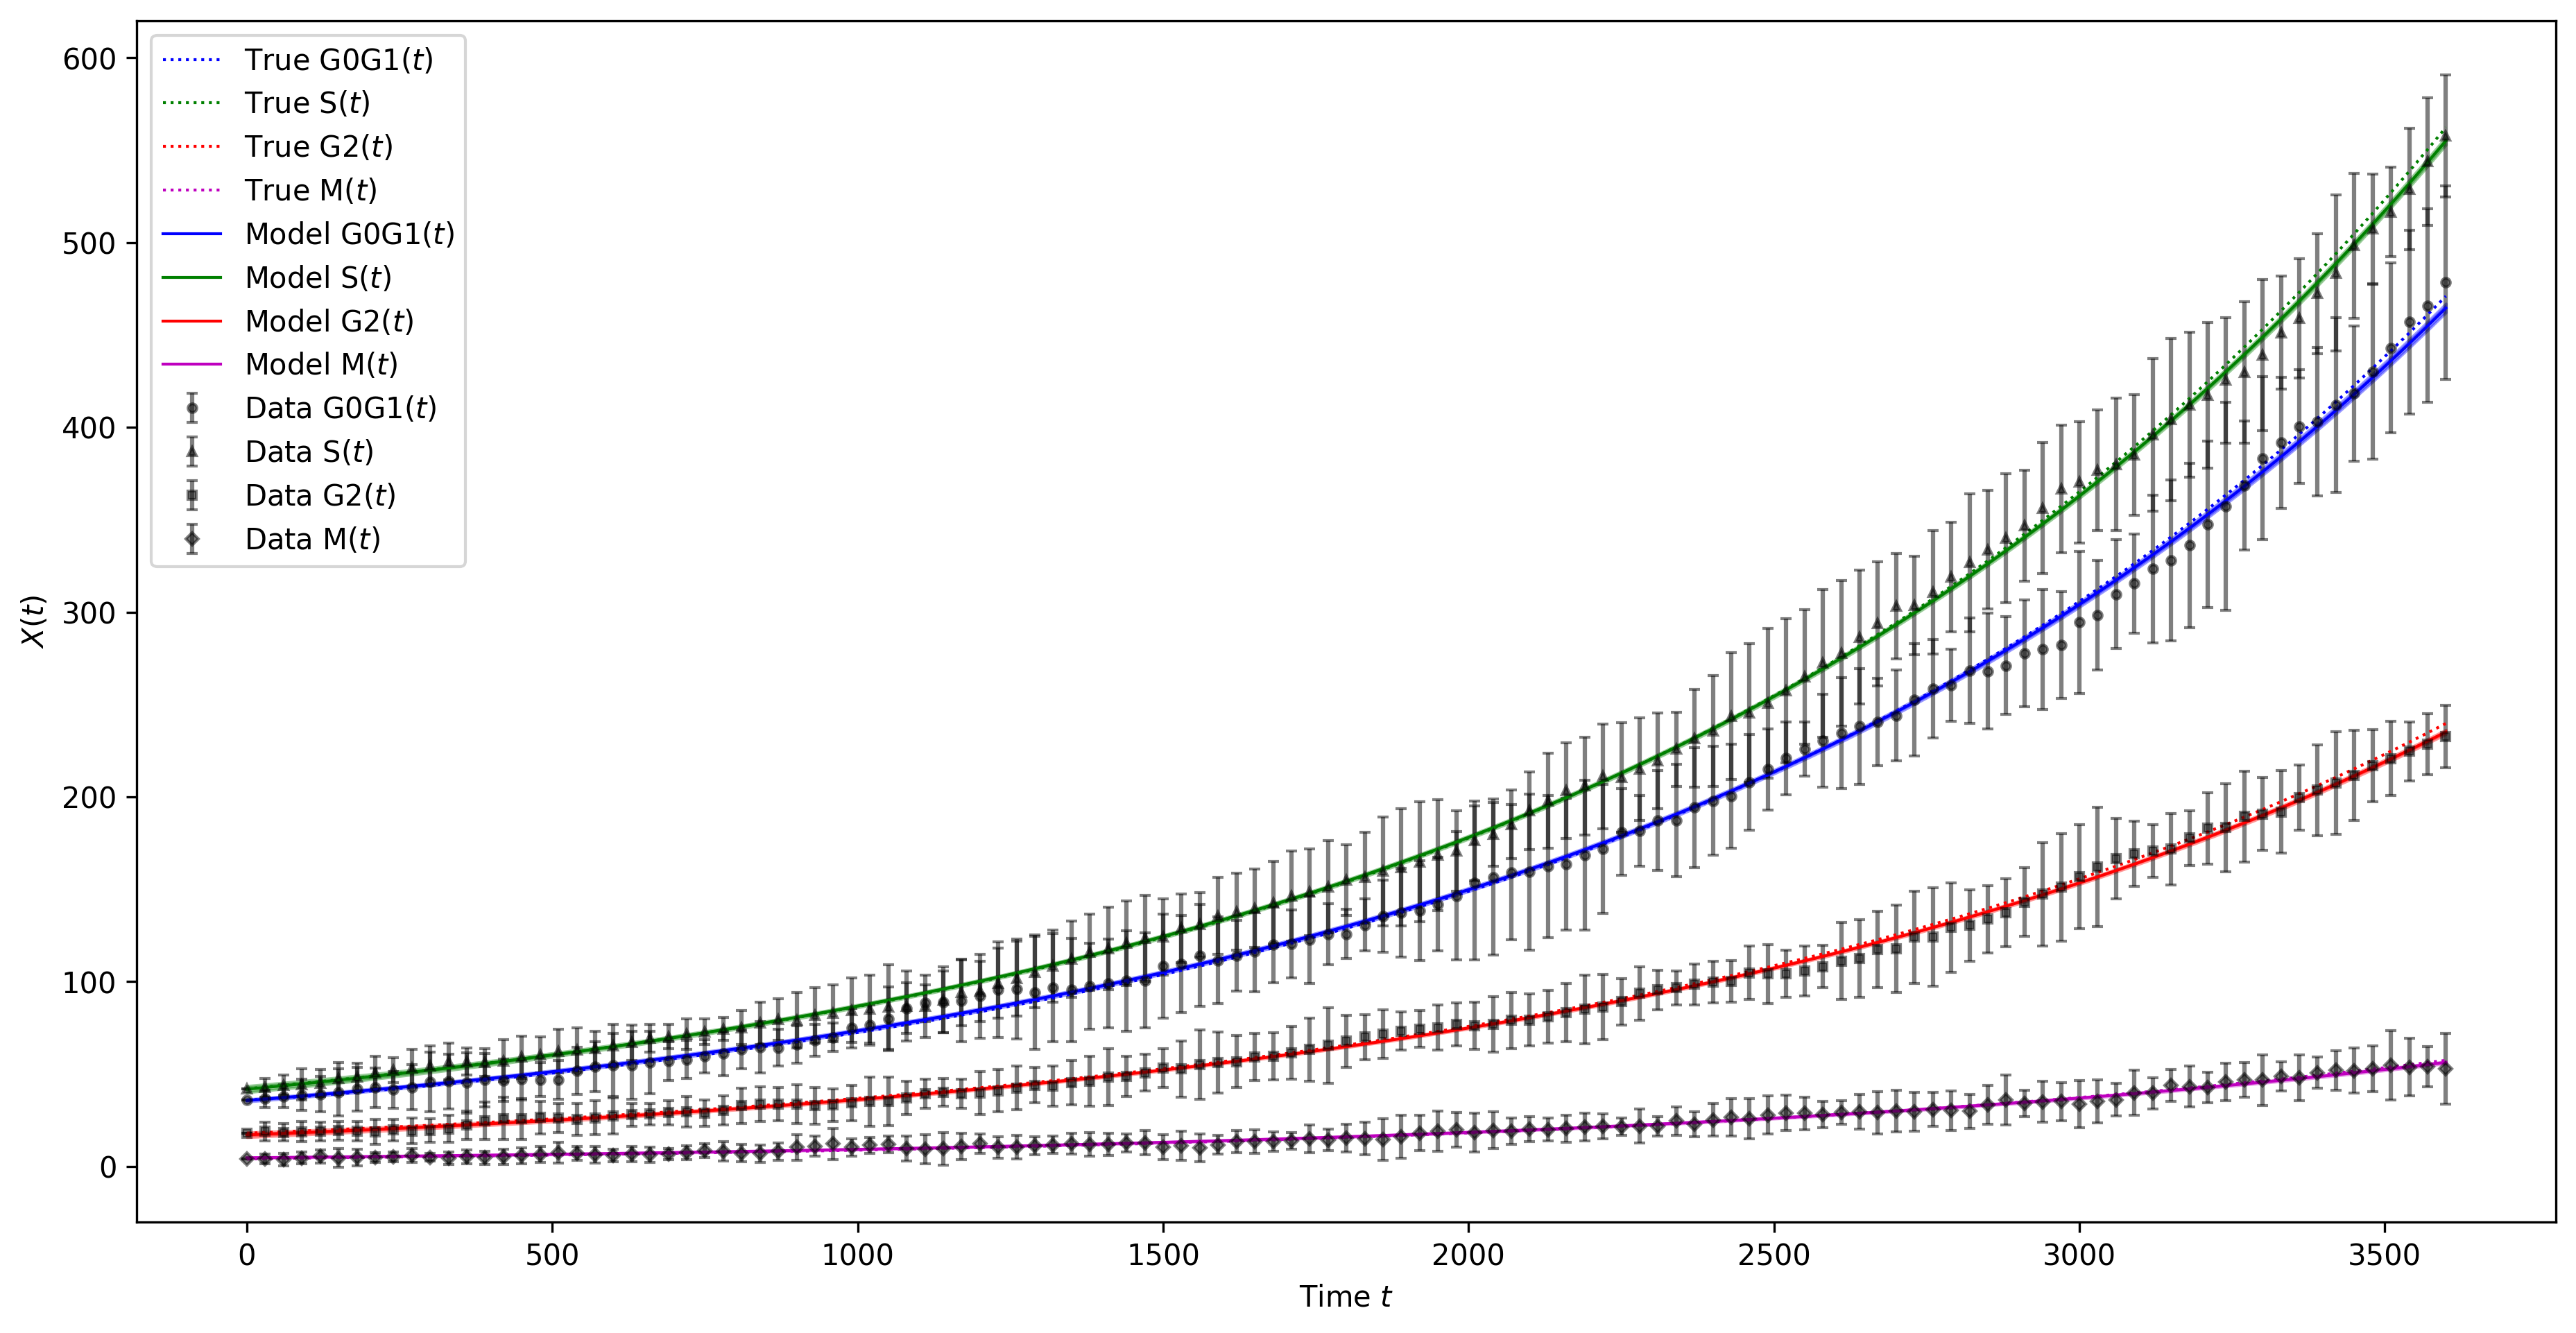 600
500
400
300
200
100
0
X(t)
True G0G1(t)
True S(t)
True G2(t)
True M(t)
Model G0G1(t)
Model S(t)
Model G2(t)
Model M(t)
Data G0G1(t)
Data S(t)
Data G2(t)
Data M(t)
0 500 1000 1500 2000 2500 3000 3500
Time t